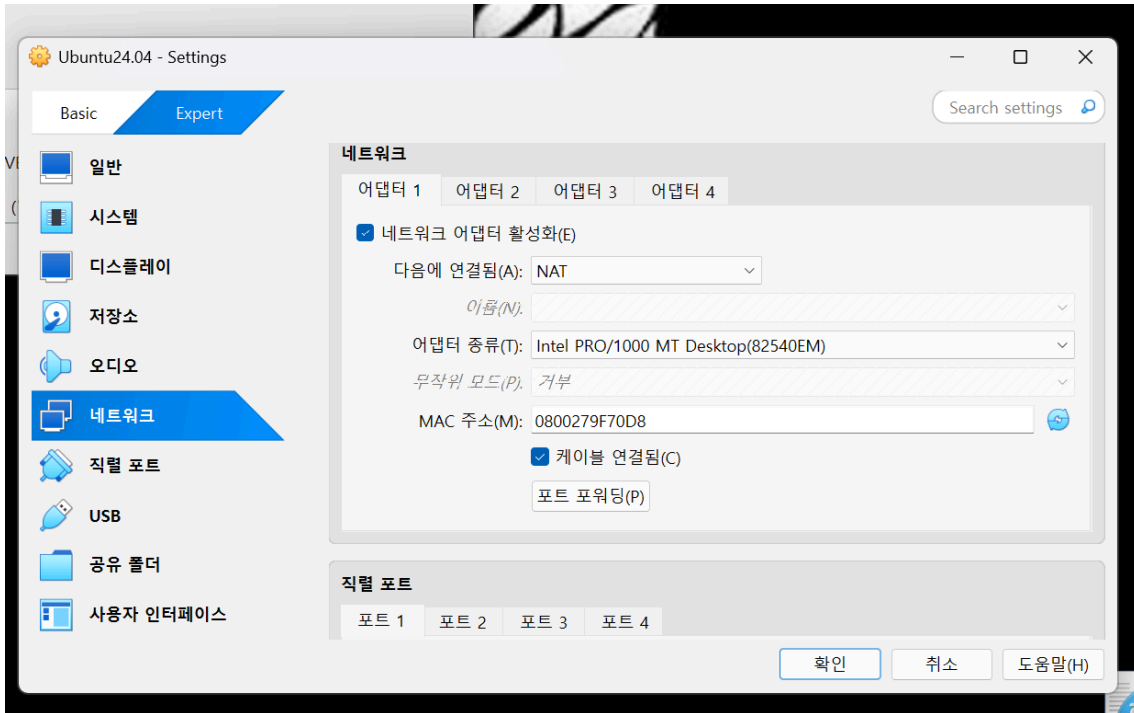 Ubuntu24.04 - Settings
Basic
Expert
Search settings
일반
시스템
디스플레이
저장소
오디오
네트워크
직렬 포트
USB
공유 폴더
사용자 인터페이스
네트워크
어댑터 1 어댑터 2 어댑터 3 어댑터 4
네트워크 어댑터 활성화(E)
다음에 연결됨(A): NAT
이름(N):
어댑터 종류(T): Intel PRO/1000 MT Desktop(82540EM)
무작위 모드(P): 거부
MAC 주소(M): 0800279F70D8
케이블 연결됨(C)
포트 포워딩(P)
직렬 포트
포트 1 포트 2 포트 3 포트 4
확인 취소 도움말(H)